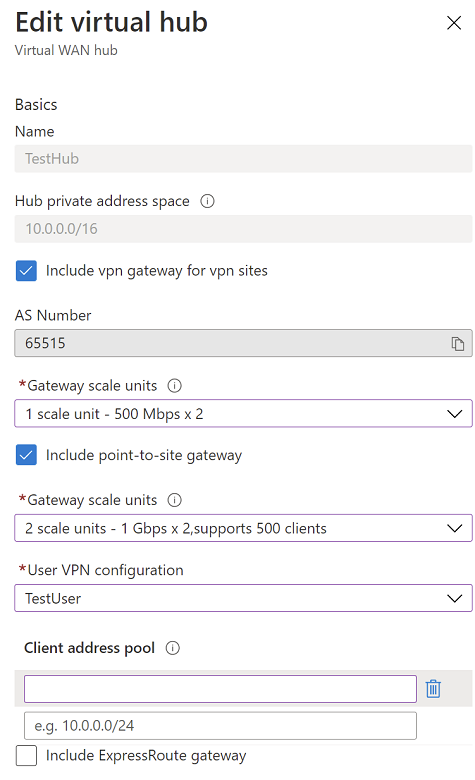 Edit virtual hub
Virtual WAN hub
Basics
Name
TestHub
Hub private address space
10.0.0.0/16
Include vpn gateway for vpn sites
AS Number
65515
*Gateway scale units
1 scale unit - 500 Mbps x 2
Include point-to-site gateway
*Gateway scale units
2 scale units - 1 Gbps x 2,supports 500 clients
*User VPN configuration
TestUser
Client address pool
e.g. 10.0.0.0/24
Include ExpressRoute gateway